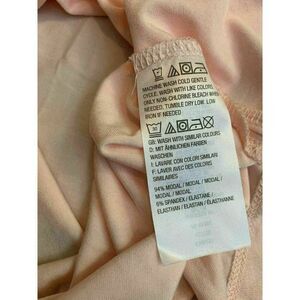 MACHINE WASH COLD GENTLE
CYCLE. WASH WITH LIKE COLORS.
ONLY NON-CHLORINE BLEACH WHEN
NEEDED. TUMBLE DRY LOW. LOW
IRON IF NEEDED
30
GB: WASH WITH SIMILAR COLOURS
D: MIT ÄHNLICHEN FARBEN
WASCHEN
I: LAVARE CON COLORI SIMILARI
F: LAVER AVEC DES COLORIS
SIMILAIRES
94% MODAL / MODAL / MODAL /
MODAL / MODAL
6% SPANDEX / ELASTANE /
ELASTHAN / ELASTAN / ÉLASTHANNE